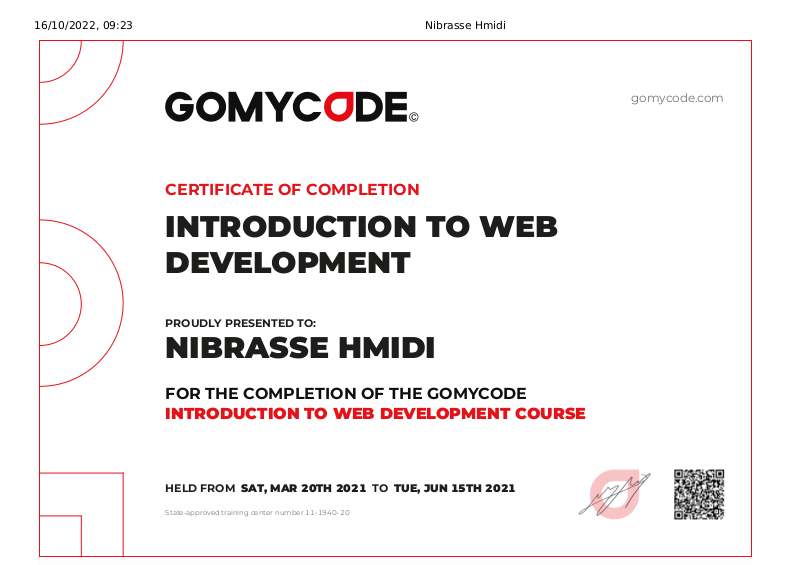 16/10/2022, 09:23
Nibrasse Hmidi
GOMYCODE©
gomycode.com
CERTIFICATE OF COMPLETION
INTRODUCTION TO WEB
DEVELOPMENT
PROUDLY PRESENTED TO:
NIBRASSE HMIDI
FOR THE COMPLETION OF THE GOMYCODE
INTRODUCTION TO WEB DEVELOPMENT COURSE
HELD FROM SAT, MAR 20TH 2021 TO TUE, JUN 15TH 2021
State-approved training center number 11-1940-20